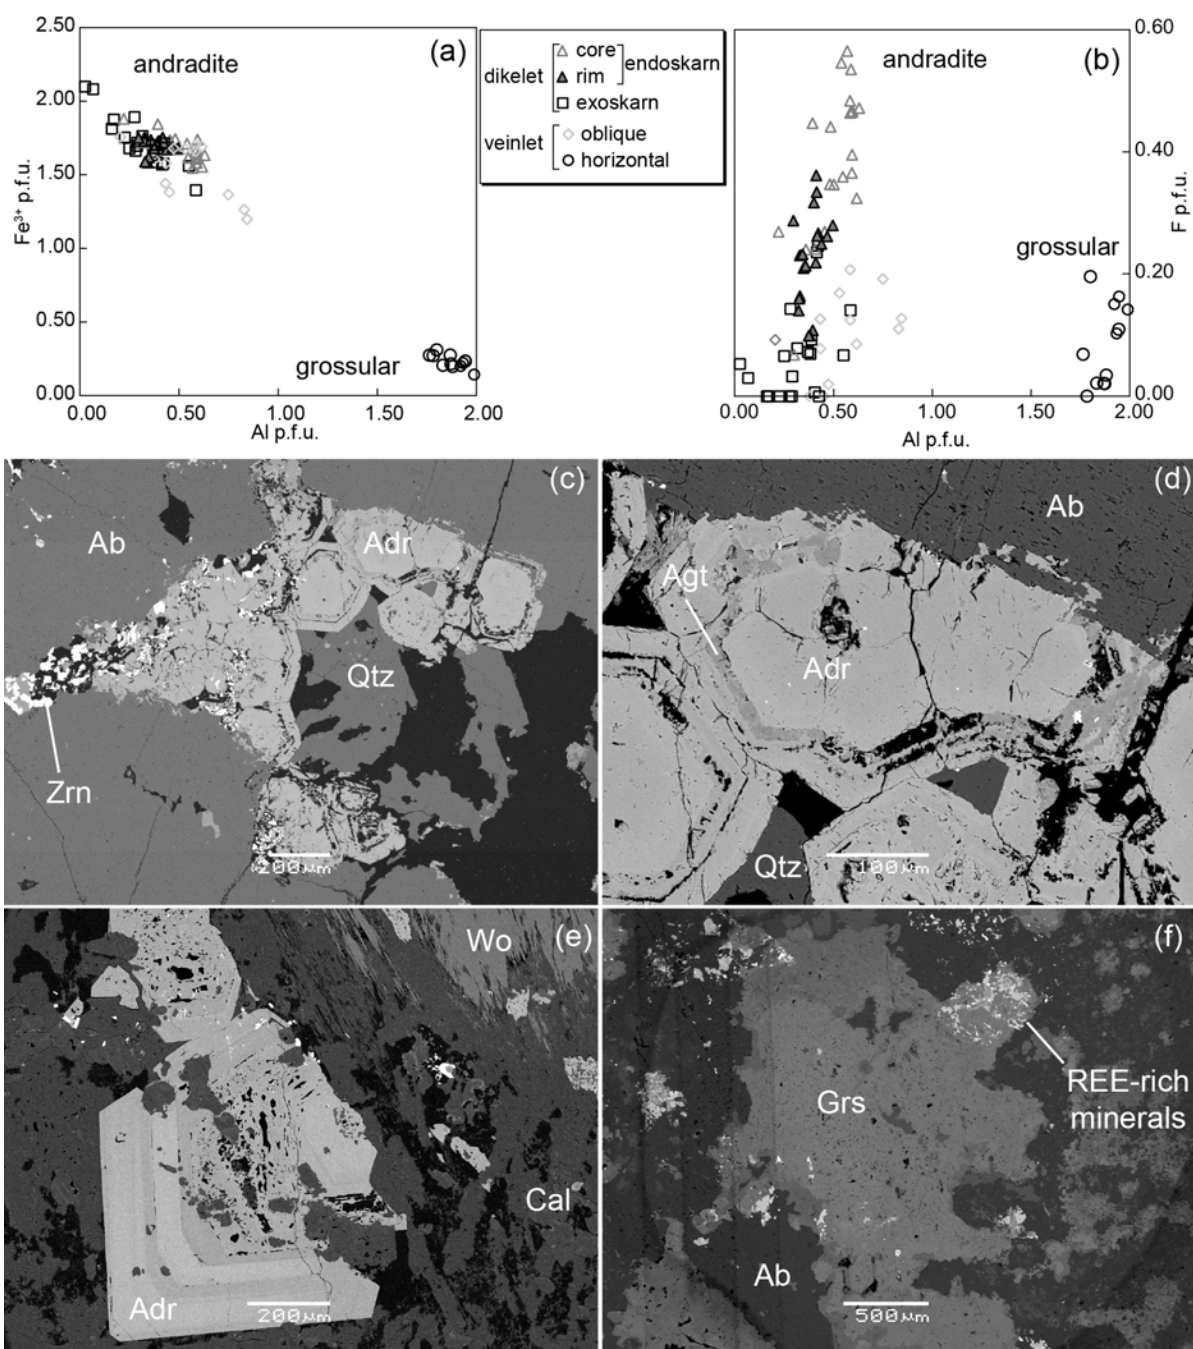 2.50
2.00
1.50
1.00
0.50
0.00
Fe³⁺ p.f.u.
andradite
(a)
grossular
0.00
0.50
1.50
2.00
Al p.f.u.
dikelet
core
rim
endoskarn
exoskarn
veinlet
oblique
horizontal
andradite
(b)
grossular
0.60
0.40
0.20
0.00
F p.f.u.
0.00
0.50
1.00
1.50
2.00
Al p.f.u.
(c)
Ab
Adr
Qtz
Zrn
200µm
(d)
Ab
Agt
Adr
Qtz
100µm
(e)
Wo
Cal
Adr
200µm
(f)
Grs
REE-rich
minerals
Ab
500µm